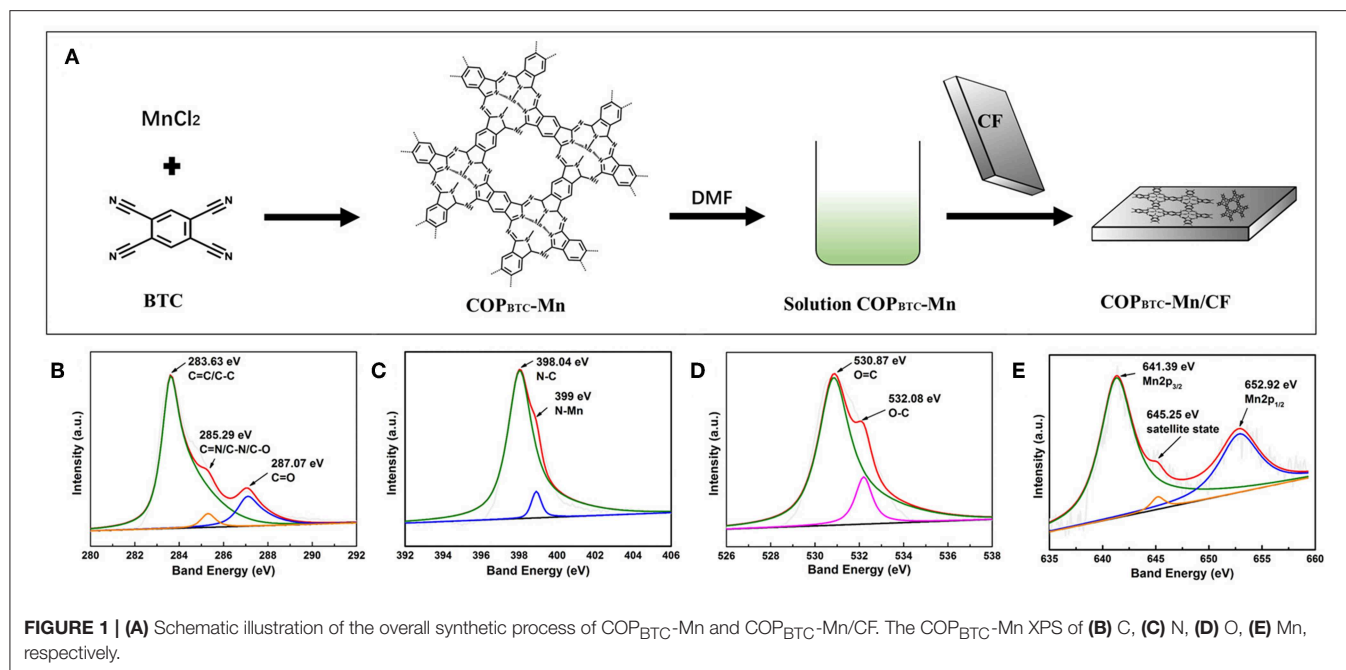 A
MnCl2
+
BTC
COPBTC-Mn
DMF
Solution COPBTC-Mn
CF
COPBTC-Mn/CF
B
283.63 eV
C=C/C-C
285.29 eV
C=N/C-N/C-O
287.07 eV
C=O
Intensity (a.u.)
280 282 284 286 288 290 292
Band Energy (eV)
C
398.04 eV
N-C
399 eV
N-Mn
Intensity (a.u.)
392 394 396 398 400 402 404 406
Band Energy (eV)
D
530.87 eV
O=C
532.08 eV
O-C
Intensity (a.u.)
526 528 530 532 534 536 538
Band Energy (eV)
E
641.39 eV
Mn2p3/2
645.25 eV
satellite state
652.92 eV
Mn2p1/2
Intensity (a.u.)
635 640 645 650 655 660
Band Energy (eV)
FIGURE 1 | (A) Schematic illustration of the overall synthetic process of COPBTC-Mn and COPBTC-Mn/CF. The COPBTC-Mn XPS of (B) C, (C) N, (D) O, (E) Mn,
respectively.